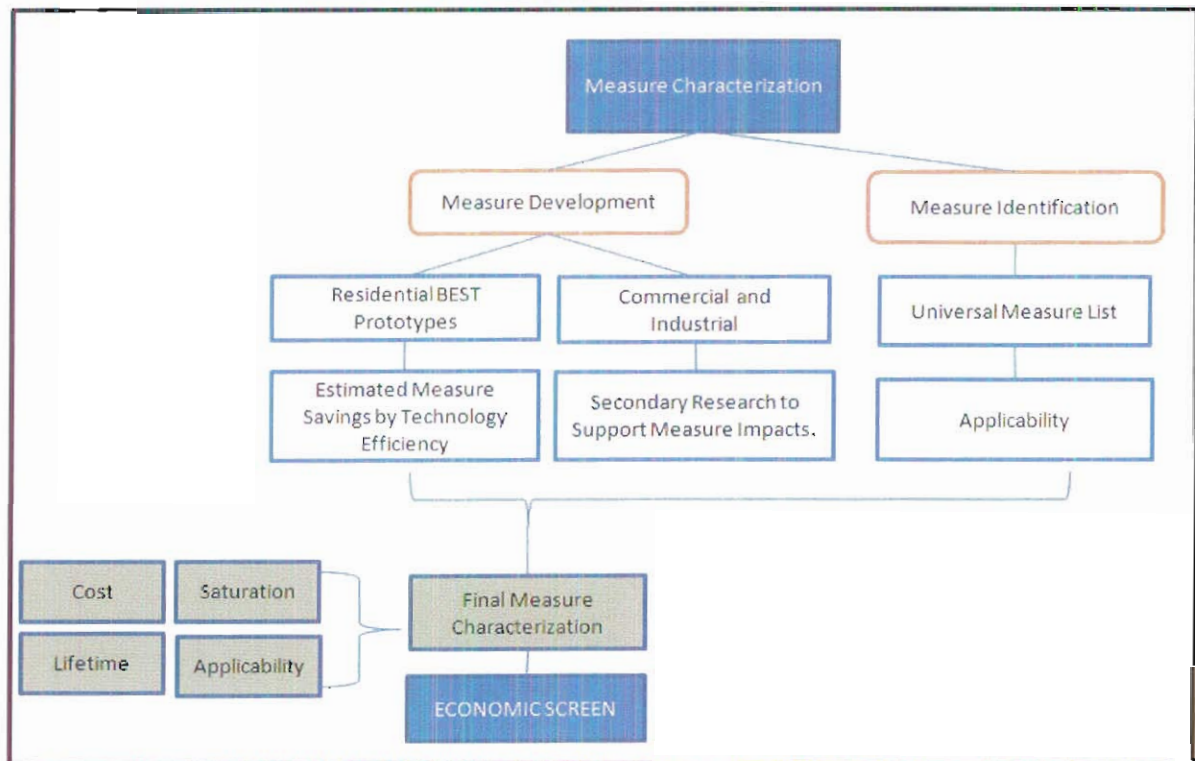 Measure Characterization
Measure Development
Measure Identification
Residential BEST
Prototypes
Commercial and
Industrial
Universal Measure List
Estimated Measure
Savings by Technology
Efficiency
Secondary Research to
Support Measure Impacts.
Applicability
Cost
Saturation
Final Measure
Characterization
Lifetime
Applicability
ECONOMIC SCREEN